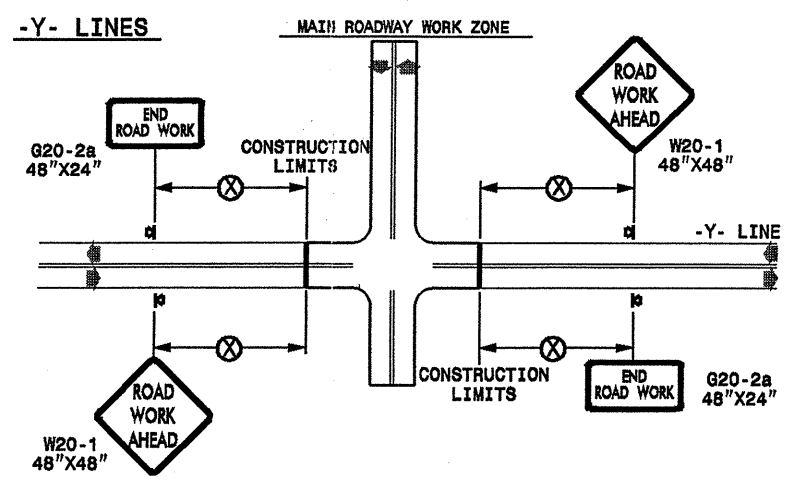 -Y- LINES
MAIN ROADWAY WORK ZONE
END
ROAD WORK
G20-2a
48"X24"
CONSTRUCTION
LIMITS
X
X
ROAD
WORK
AHEAD
W20-1
48"X48"
-Y- LINE
X
X
ROAD
WORK
AHEAD
W20-1
48"X48"
CONSTRUCTION
LIMITS
END
ROAD WORK
G20-2a
48"X24"